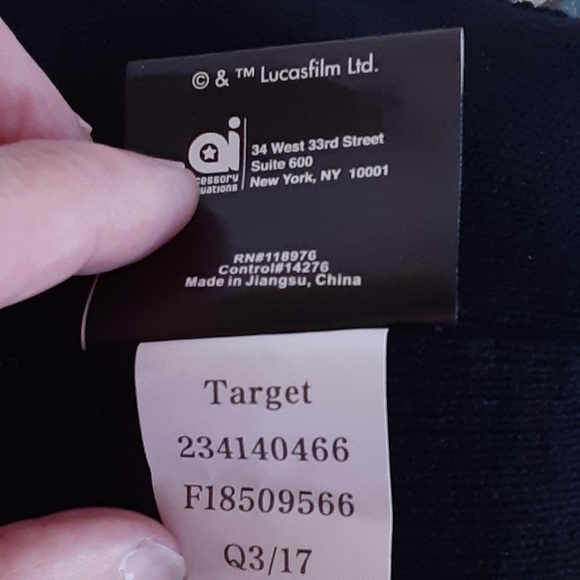 © & ™ Lucasfilm Ltd.
ai
34 West 33rd Street
Suite 600
New York, NY 10001
RN#118976
Control#14276
Made in Jiangsu, China
Target
234140466
F18509566
Q3/17